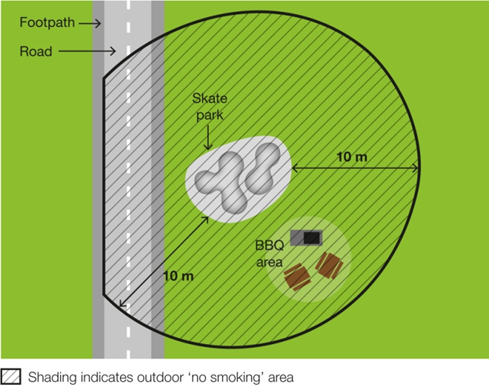 Footpath
Road
Skate
park
10 m
BBQ
area
10 m
Shading indicates outdoor ‘no smoking’ area